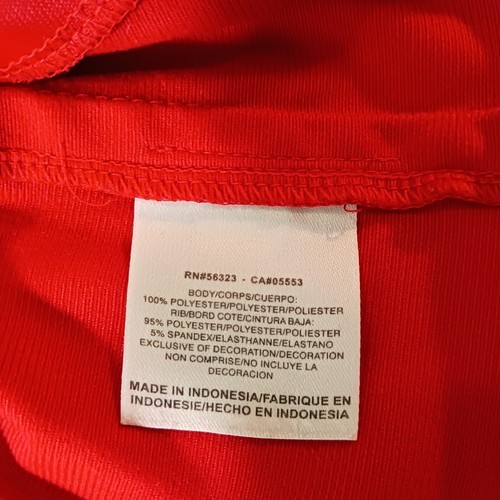 RN#56323 - CA#05553
BODY/CORPS/CUERPO:
100% POLYESTER/POLYESTER/POLIESTER
RIB/BORD COTE/CINTURA BAJA:
95% POLYESTER/POLYESTER/POLIESTER
5% SPANDEX/ELASTHANNE/ELASTANO
EXCLUSIVE OF DECORATION/DECORATION
NON COMPRISE/NO INCLUYE LA
DECORACION
MADE IN INDONESIA/FABRIQUE EN
INDONESIE/HECHO EN INDONESIA